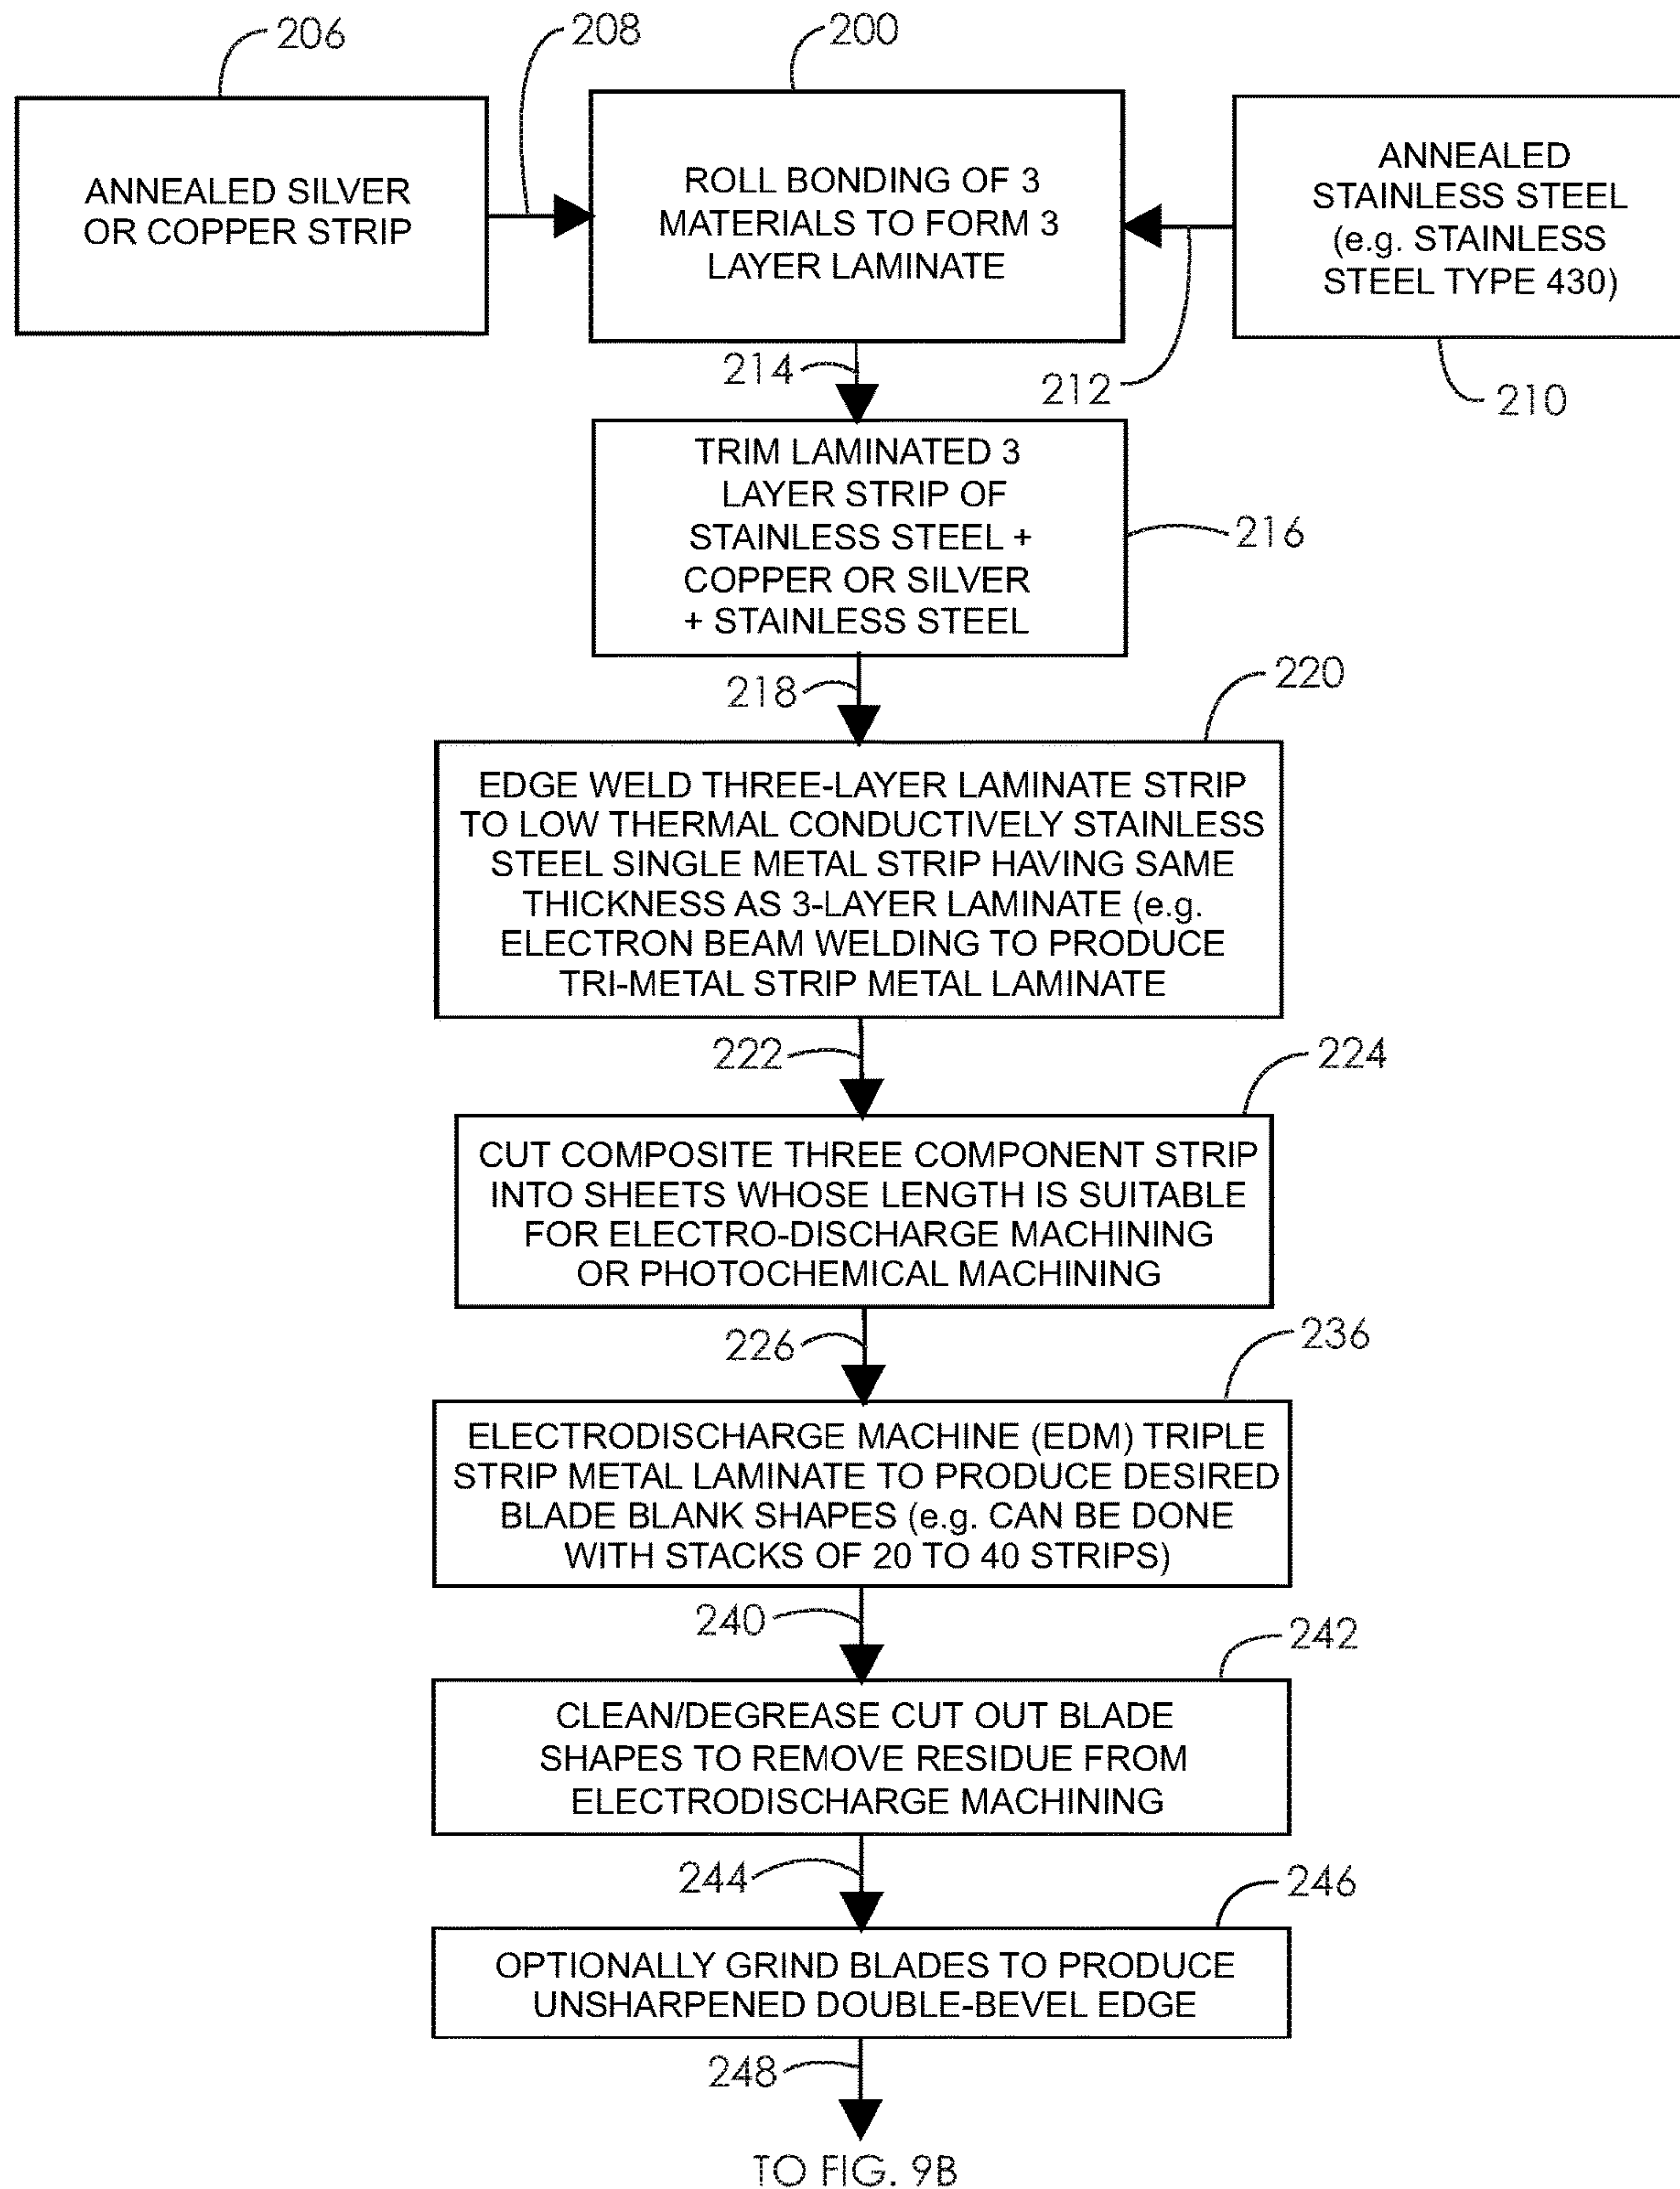 206
208
200
ANNEALED SILVER
OR COPPER STRIP
ROLL BONDING OF 3
MATERIALS TO FORM 3
LAYER LAMINATE
ANNEALED
STAINLESS STEEL
(e.g. STAINLESS
STEEL TYPE 430)
214
212
210
TRIM LAMINATED 3
LAYER STRIP OF
STAINLESS STEEL +
COPPER OR SILVER
+ STAINLESS STEEL
216
218
220
EDGE WELD THREE-LAYER LAMINATE STRIP
TO LOW THERMAL CONDUCTIVELY STAINLESS
STEEL SINGLE METAL STRIP HAVING SAME
THICKNESS AS 3-LAYER LAMINATE (e.g.
ELECTRON BEAM WELDING TO PRODUCE
TRI-METAL STRIP METAL LAMINATE
222
224
CUT COMPOSITE THREE COMPONENT STRIP
INTO SHEETS WHOSE LENGTH IS SUITABLE
FOR ELECTRO-DISCHARGE MACHINING
OR PHOTOCHEMICAL MACHINING
226
236
ELECTRODISCHARGE MACHINE (EDM) TRIPLE
STRIP METAL LAMINATE TO PRODUCE DESIRED
BLADE BLANK SHAPES (e.g. CAN BE DONE
WITH STACKS OF 20 TO 40 STRIPS)
240
242
CLEAN/DEGREASE CUT OUT BLADE
SHAPES TO REMOVE RESIDUE FROM
ELECTRODISCHARGE MACHINING
244
246
OPTIONALLY GRIND BLADES TO PRODUCE
UNSHARPENED DOUBLE-BEVEL EDGE
248
TO FIG. 9B